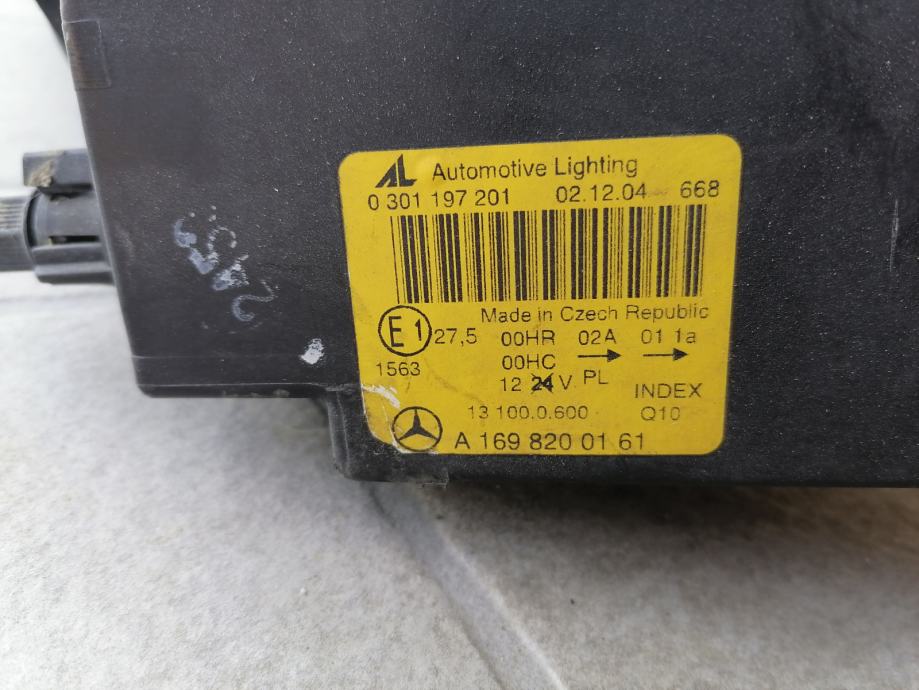 AL Automotive Lighting
0 301 197 201 02.12.04 668
Made in Czech Republic
E1 27,5 00HR 02A 01 1a
1563 00HC
12 24 V PL
INDEX
13 100.0.600 Q10
A 169 820 01 61